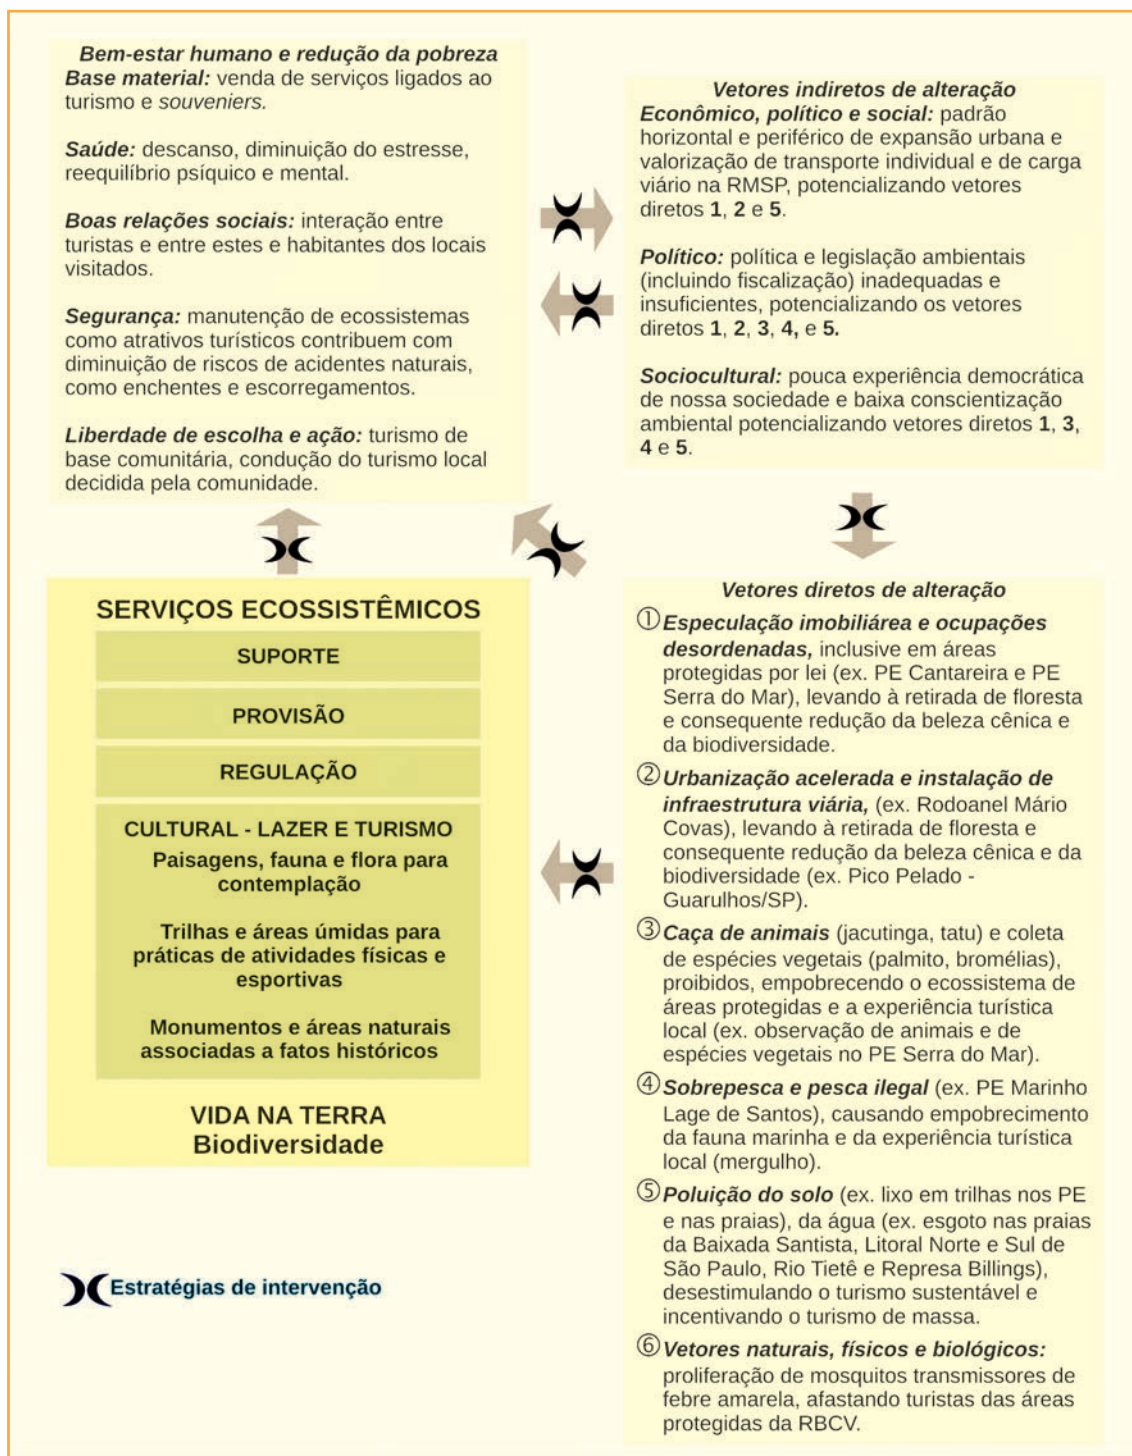 Bem-estar humano e redução da pobreza
Base material: venda de serviços ligados ao
turismo e souveniers.
Saúde: descanso, diminuição do estresse,
reequilíbrio psíquico e mental.
Boas relações sociais: interação entre
turistas e entre estes e habitantes dos locais
visitados.
Segurança: manutenção de ecossistemas
como atrativos turísticos contribuem com
diminuição de riscos de acidentes naturais,
como enchentes e escorregamentos.
Liberdade de escolha e ação: turismo de
base comunitária, condução do turismo local
decidida pela comunidade.
Vetores indiretos de alteração
Econômico, político e social: padrão
horizontal e periférico de expansão urbana e
valorização de transporte individual e de carga
viário na RMSP, potencializando vetores
diretos 1, 2 e 5.
Político: política e legislação ambientais
(incluindo fiscalização) inadequadas e
insuficientes, potencializando os vetores
diretos 1, 2, 3, 4, e 5.
Sociocultural: pouca experiência democrática
de nossa sociedade e baixa conscientização
ambiental potencializando vetores diretos 1, 3,
4 e 5.
SERVIÇOS ECOSSISTÊMICOS
SUPORTE
PROVISÃO
REGULAÇÃO
CULTURAL - LAZER E TURISMO
Paisagens, fauna e flora para
contemplação
Trilhas e áreas úmidas para
práticas de atividades físicas e
esportivas
Monumentos e áreas naturais
associadas a fatos históricos
VIDA NA TERRA
Biodiversidade
Estratégias de intervenção
Vetores diretos de alteração
① Especulação imobiliárea e ocupações
desordenadas, inclusive em áreas
protegidas por lei (ex. PE Cantareira e PE
Serra do Mar), levando à retirada de floresta
e consequente redução da beleza cênica e
da biodiversidade.
② Urbanização acelerada e instalação de
infraestrutura viária, (ex. Rodoanel Mário
Covas), levando à retirada de floresta e
consequente redução da beleza cênica e da
biodiversidade (ex. Pico Pelado -
Guarulhos/SP).
③ Caça de animais (jacutinga, tatu) e coleta
de espécies vegetais (palmito, bromélias),
proibidos, empobrecendo o ecossistema de
áreas protegidas e a experiência turística
local (ex. observação de animais e de
espécies vegetais no PE Serra do Mar).
④ Sobrepesca e pesca ilegal (ex. PE Marinho
Lage de Santos), causando empobrecimento
da fauna marinha e da experiência turística
local (mergulho).
⑤ Poluição do solo (ex. lixo em trilhas nos PE
e nas praias), da água (ex. esgoto nas praias
da Baixada Santista, Litoral Norte e Sul de
São Paulo, Rio Tietê e Represa Billings),
desestimulando o turismo sustentável e
incentivando o turismo de massa.
⑥ Vetores naturais, físicos e biológicos:
proliferação de mosquitos transmissores de
febre amarela, afastando turistas das áreas
protegidas da RBCV.